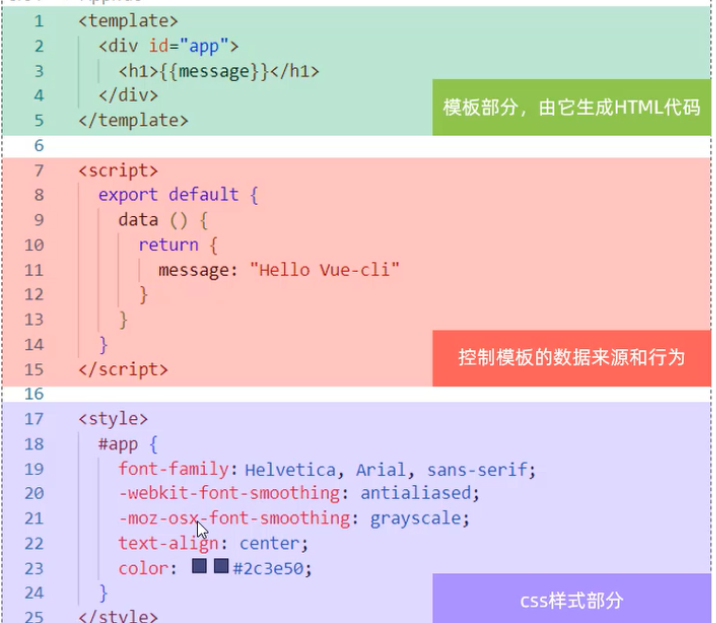 1 <template>
2 <div id="app">
3 <h1>{{message}}</h1>
4 </div>
模板部分，由它生成HTML代码
5 </template>
6
7 <script>
8 export default {
9 data () {
10 return {
11 message: "Hello Vue-cli"
12 }
13 }
14 }
控制模板的数据来源和行为
15 </script>
16
17 <style>
18 #app {
19 font-family: Helvetica, Arial, sans-serif;
20 -webkit-font-smoothing: antialiased;
21 -moz-osx-font-smoothing: grayscale;
22 text-align: center;
23 color: #2c3e50;
24 }
css样式部分
25 </style>